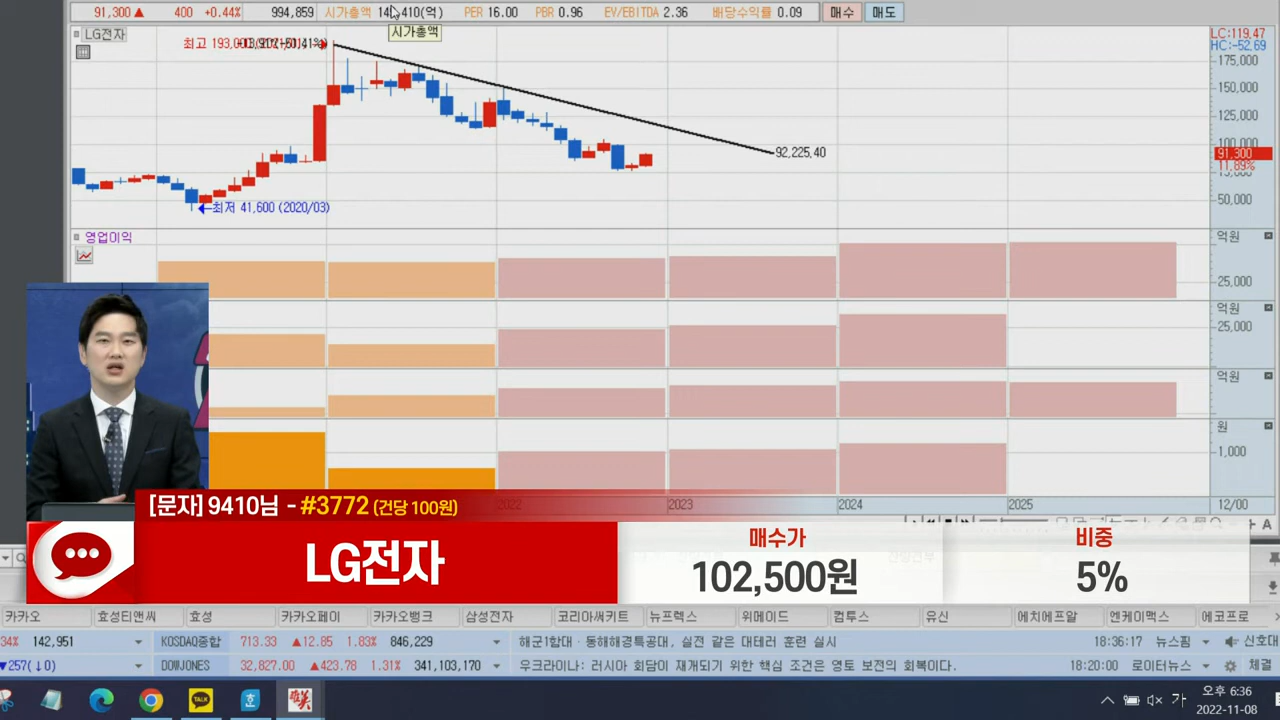 91,300 ▲ 400 +0.44% 994,859 시가총액 (억) PER 16.00 PBR 0.96 EV/EBITDA 2.36 배당수익률 0.09 매수 매도
시가총액
LG전자
최고
LC:119.47
HC:-52.69
175,000
150,000
125,000
92,225.40
91,300
11.89%
50,000
←최저 41,600 (2020/03)
영업이익
억원
25,000
억원
25,000
억원
원
1,000
2022 2023 2024 2025 12/00
[문자] 9410님 - #3772 (건당 100원)
LG전자
매수가
102,500원
비중
5%
카카오 효성티앤씨 효성 카카오페이 카카오뱅크 삼성전자 코리아써키트 뉴프렉스 위메이드 컴투스 유신 에치에프알 엔케이맥스 에코프로
34% 142,951 KOSDAQ종합 713.33 ▲12.85 1.83% 846,229 해군1함대·동해해경특공대, 실전 같은 대테러 훈련 실시 18:36:17 뉴스핌 신호대
▼257(↓0) DOWJONES 32,827.00 ▲423.78 1.31% 341,103,170 우크라이나: 러시아 회담이 재개되기 위한 핵심 조건은 영토 보전의 회복이다. 18:20:00 로이터뉴스 체결
TALK
가
오후 6:36
2022-11-08